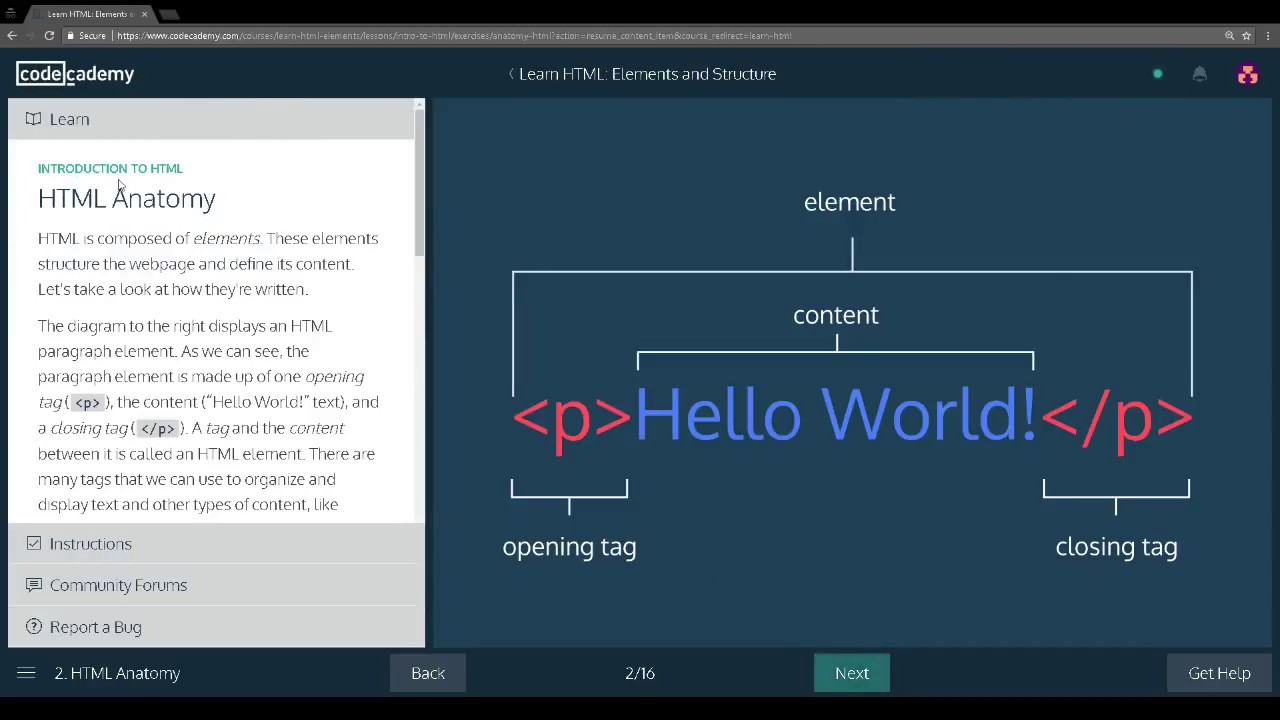 Learn HTML: Elements a
Secure
https://www.codecademy.com/courses/learn-html-elements/lessons/intro-to-html/exercises/anatomy-html?action=resume_content_item&course_redirect=learn-html
codecademy
Learn HTML: Elements and Structure
Learn
INTRODUCTION TO HTML
HTML Anatomy
HTML is composed of elements. These elements
structure the webpage and define its content.
Let's take a look at how they're written.
The diagram to the right displays an HTML
paragraph element. As we can see, the
paragraph element is made up of one opening
tag ( <p> ), the content (“Hello World!” text), and
a closing tag ( </p> ). A tag and the content
between it is called an HTML element. There are
many tags that we can use to organize and
display text and other types of content, like
Instructions
Community Forums
Report a Bug
element
content
<p>Hello World!</p>
opening tag
closing tag
2. HTML Anatomy
Back
2/16
Next
Get Help